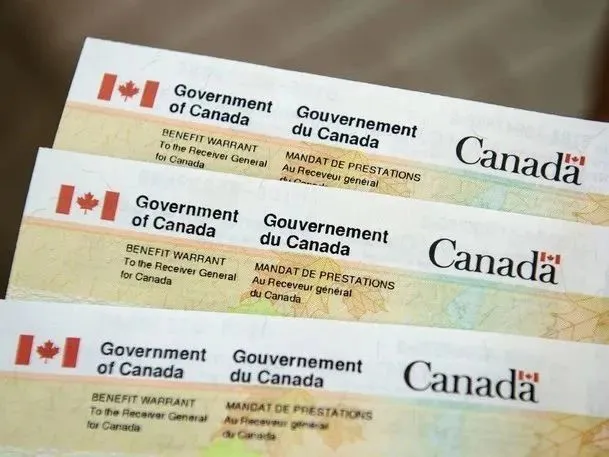 Government
of Canada
Gouvernement
du Canada
Canada
BENEFIT WARRANT
To the Receiver General
for Canada
MANDAT DE PRESTATIONS
Au Receveur général
du Canada
Government
of Canada
Gouvernement
du Canada
Canada
BENEFIT WARRANT
To the Receiver General
for Canada
MANDAT DE PRESTATIONS
Au Receveur général
du Canada
Government
of Canada
Gouvernement
du Canada
Canada
BENEFIT WARRANT
To the Receiver General
for Canada
MANDAT DE PRESTATIONS
Au Receveur général
du Canada